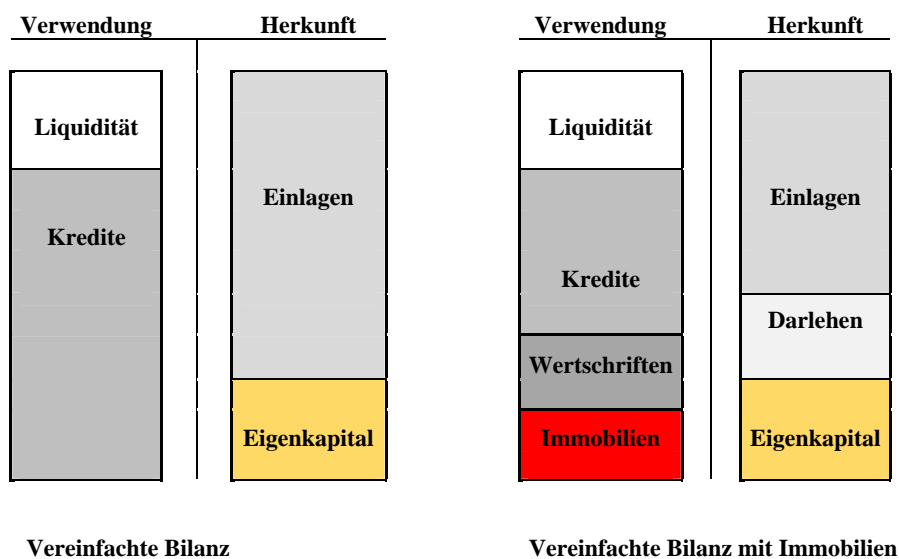 Verwendung Herkunft
Liquidität
Einlagen
Kredite
Eigenkapital
Vereinfachte Bilanz
Verwendung Herkunft
Liquidität
Einlagen
Kredite
Darlehen
Wertschriften
Immobilien Eigenkapital
Vereinfachte Bilanz mit Immobilien